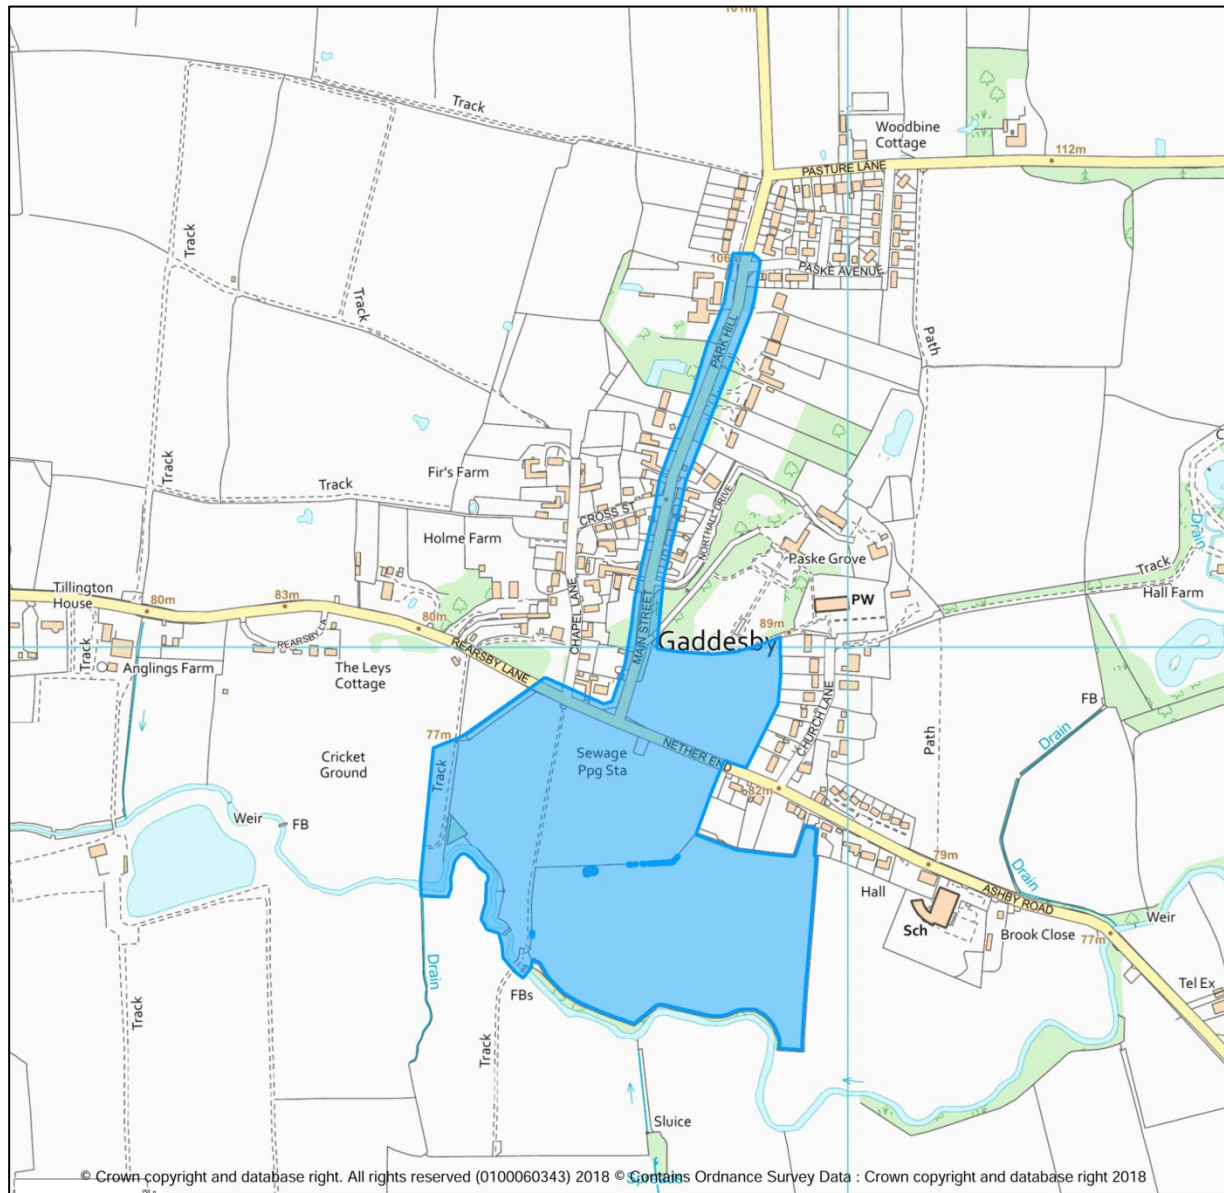 101m
Track
Woodbine
Cottage
112m
PASTURE LANE
Track
106m
PASKE AVENUE
Track
PARK HILL
Path
Fir's Farm
Track
Track
CROSS ST
NORTHALL DRIVE
Drain
Holme Farm
Paske Grove
Track
Tillington
House
80m
83m
Hall Farm
PW
CHAPEL LANE
80m
MAIN STREET
89m
Gaddesby
REARSBY LA
REARSBY LANE
Track
Anglings Farm
The Leys
Cottage
CHURCH LANE
FB
77m
Path
Drain
NETHER END
Sewage
Ppg Sta
Cricket
Ground
Track
82m
Weir
FB
79m
Drain
Hall
ASHBY ROAD
Weir
Sch
Brook Close
77m
Drain
Tel Ex
FBs
Track
Track
Sluice
© Crown copyright and database right. All rights reserved (0100060343) 2018 © Contains Ordnance Survey Data : Crown copyright and database right 2018